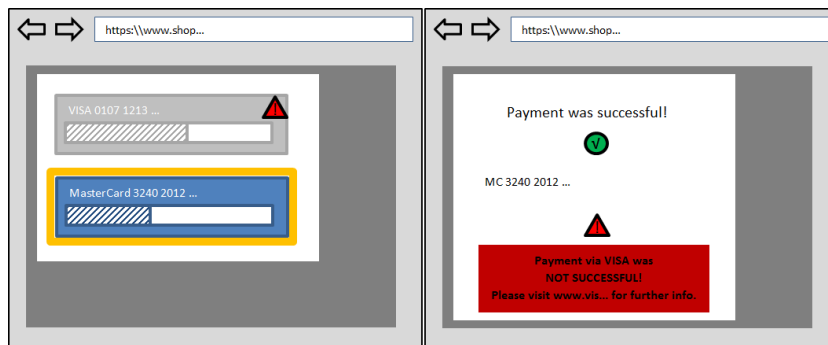 https:\\www.shop...
VISA 0107 1213 ...
MasterCard 3240 2012 ...
https:\\www.shop...
Payment was successful!
√
MC 3240 2012 ...
Payment via VISA was
NOT SUCCESSFUL!
Please visit www.vis... for further info.